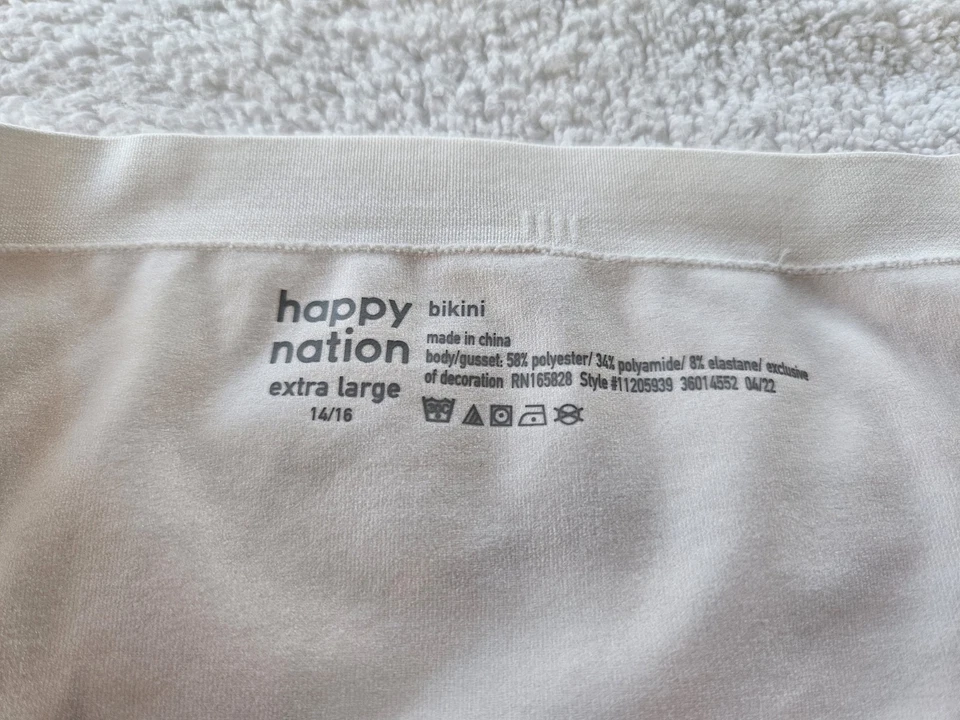 happy
nation
extra large
14/16
bikini
made in china
body/gusset: 58% polyester/ 34% polyamide/ 8% elastane/ exclusive
of decoration RN165828 Style #11205939 36014552 04/22